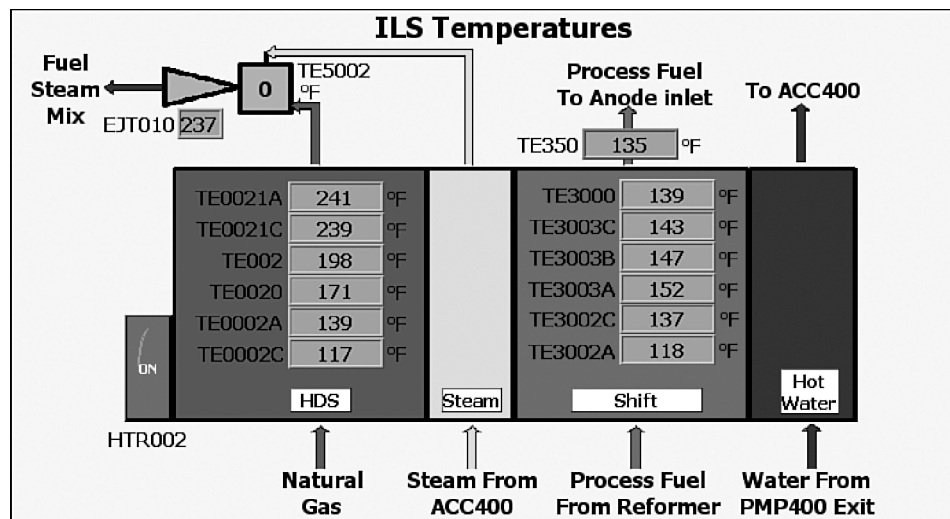 ILS Temperatures
Fuel
Steam
Mix
0
TE5002
°F
EJT010 237
Process Fuel
To Anode inlet
To ACC400
TE350 135 °F
TE0021A 241 °F
TE0021C 239 °F
TE002 198 °F
TE0020 171 °F
TE0002A 139 °F
TE0002C 117 °F
TE3000 139 °F
TE3003C 143 °F
TE3003B 147 °F
TE3003A 152 °F
TE3002C 137 °F
TE3002A 118 °F
ON
HDS
Steam
Shift
Hot
Water
HTR002
Natural
Gas
Steam From
ACC400
Process Fuel
From Reformer
Water From
PMP400 Exit